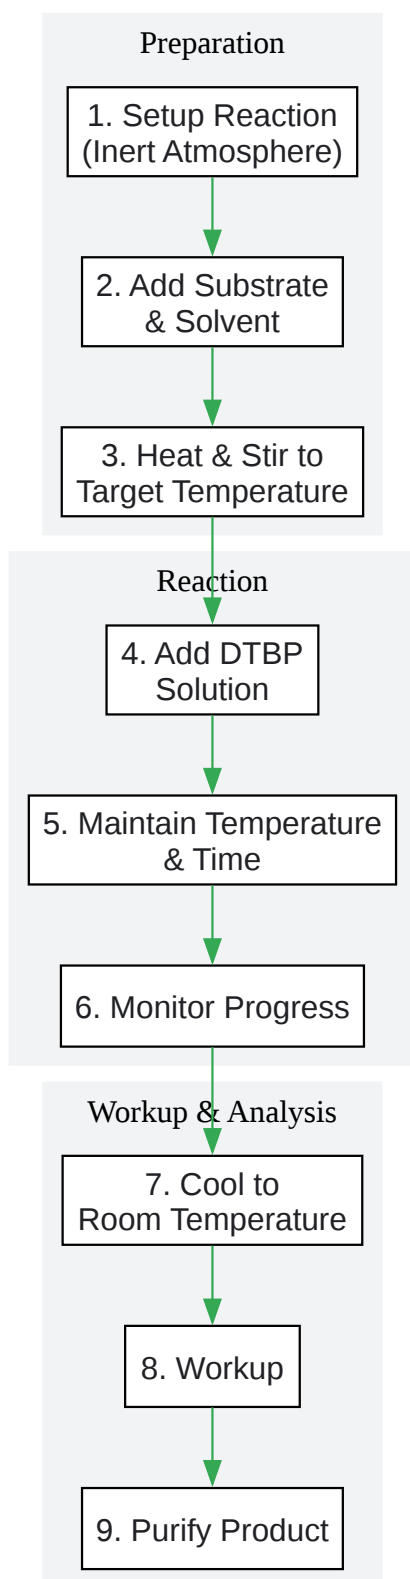 Preparation
1. Setup Reaction
(Inert Atmosphere)
2. Add Substrate
& Solvent
3. Heat & Stir to
Target Temperature
Reaction
4. Add DTBP
Solution
5. Maintain Temperature
& Time
6. Monitor Progress
Workup & Analysis
7. Cool to
Room Temperature
8. Workup
9. Purify Product